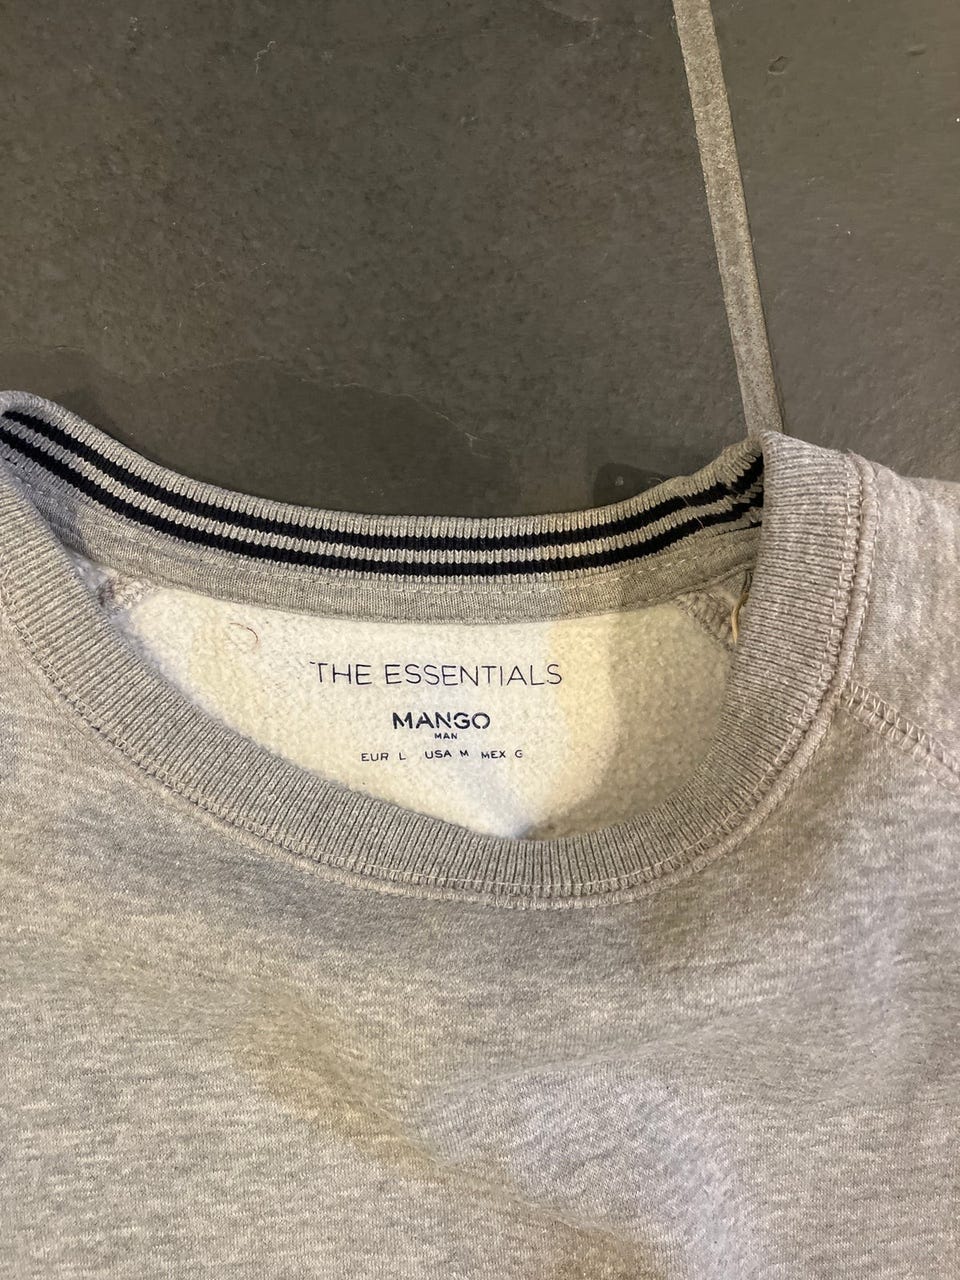 THE ESSENTIALS
MANGO
MAN
EUR L USA M MEX G